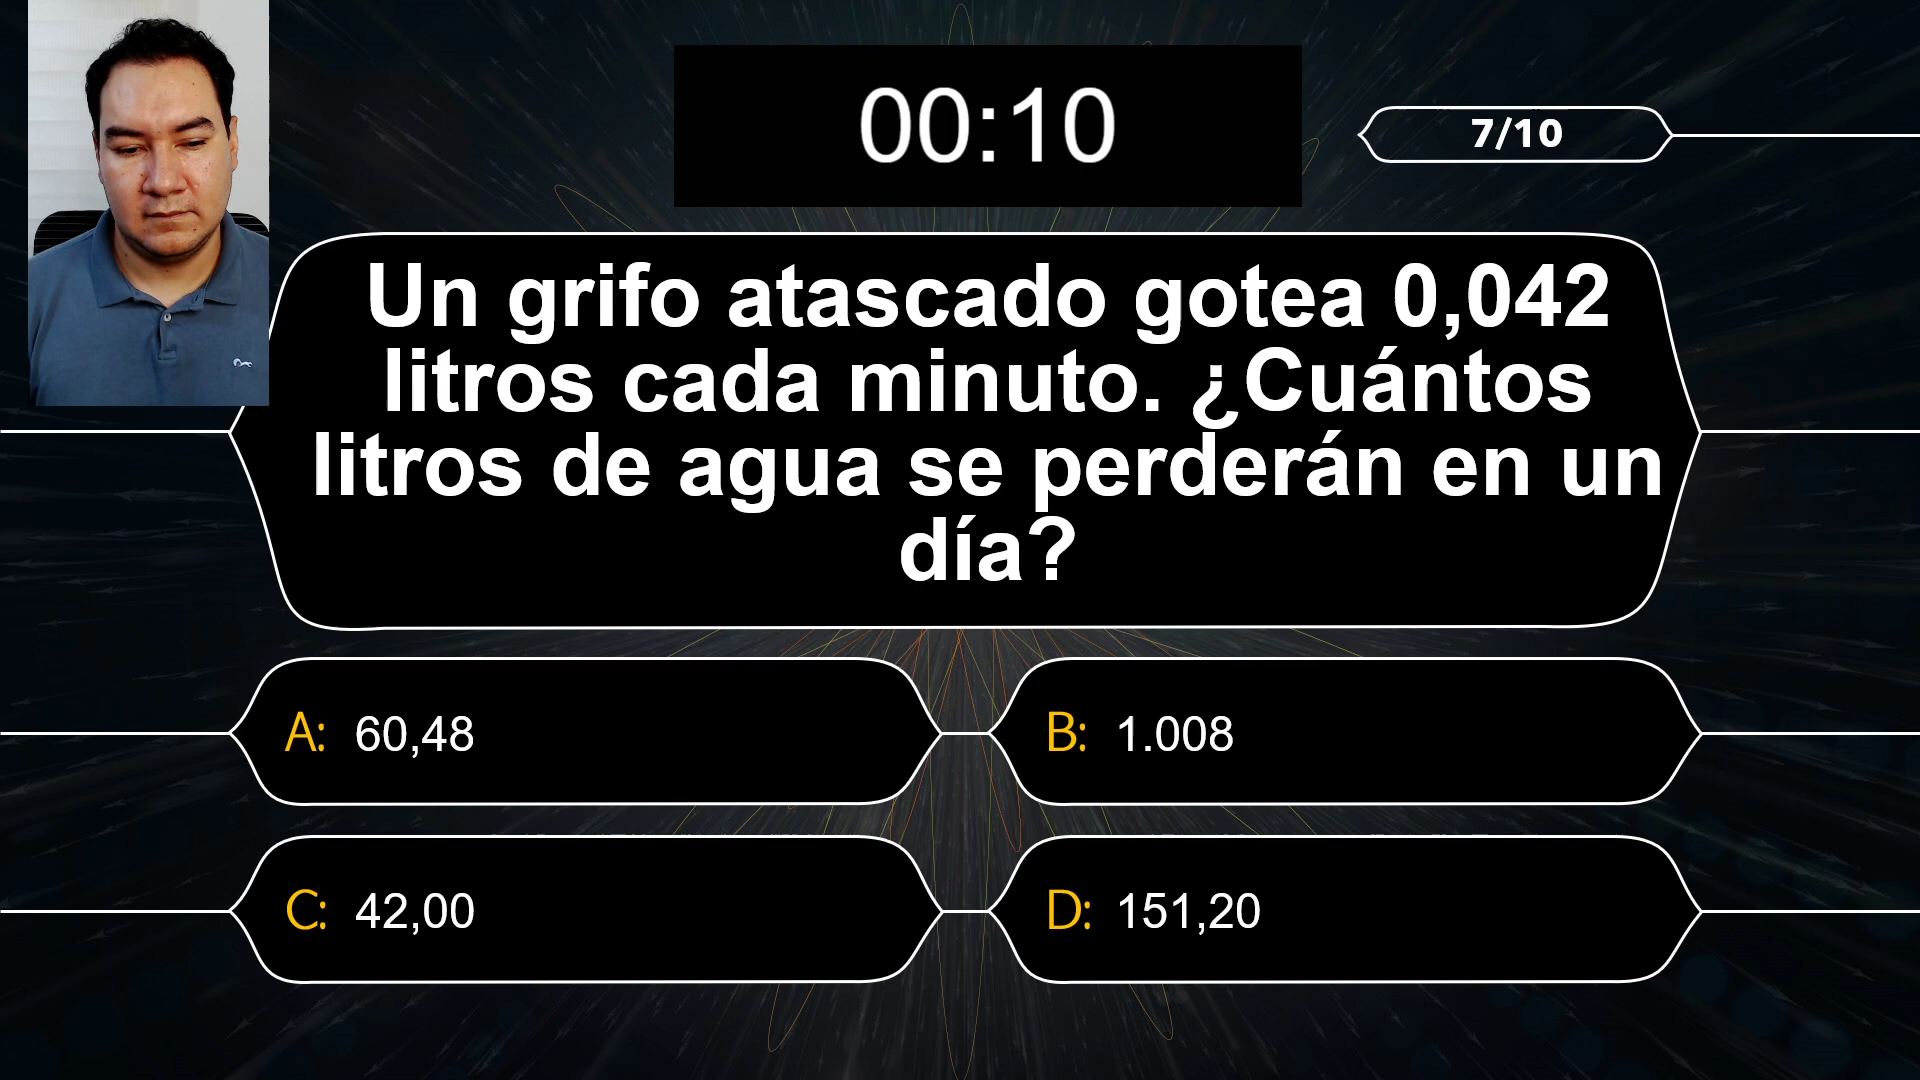 00:10
7/10
Un grifo atascado gotea 0,042
litros cada minuto. ¿Cuántos
litros de agua se perderán en un
día?
A: 60,48
B: 1.008
C: 42,00
D: 151,20